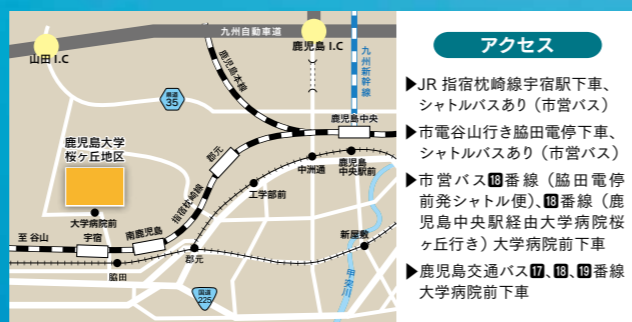 九州自動車道
山田 I.C
鹿児島 I.C
鹿児島本線
九州新幹線
県道
35
鹿児島中央
鹿児島大学
桜ヶ丘地区
郡元
中洲通
鹿児島
中央駅前
工学部前
指宿枕崎線
大学病院前
至 谷山
宇宿
南鹿児島
新屋敷
郡元
脇田
甲突川
国道
225
アクセス
▶JR 指宿枕崎線宇宿駅下車、
シャトルバスあり（市営バス）
▶市電谷山行き脇田電停下車、
シャトルバスあり（市営バス）
▶市営バス18番線（脇田電停
前発シャトル便）、18番線（鹿
児島中央駅経由大学病院桜
ヶ丘行き）大学病院前下車
▶鹿児島交通バス17、18、19番線
大学病院前下車